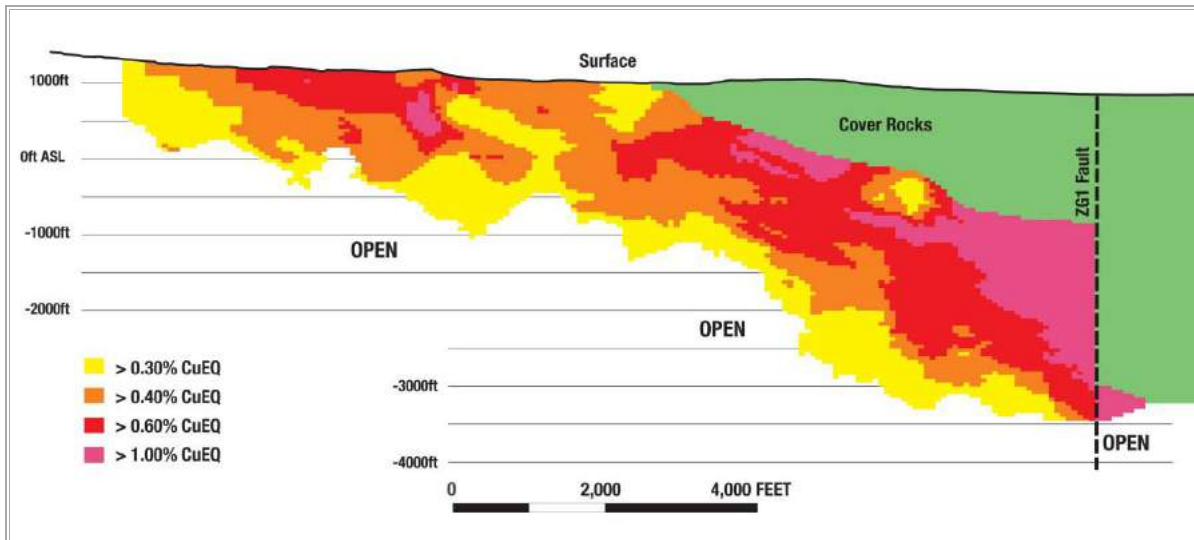 Surface
1000ft
Cover Rocks
0ft ASL
ZG1 Fault
-1000ft
OPEN
-2000ft
OPEN
> 0.30% CuEQ
> 0.40% CuEQ
> 0.60% CuEQ
> 1.00% CuEQ
-3000ft
OPEN
-4000ft
0 2,000 4,000 FEET